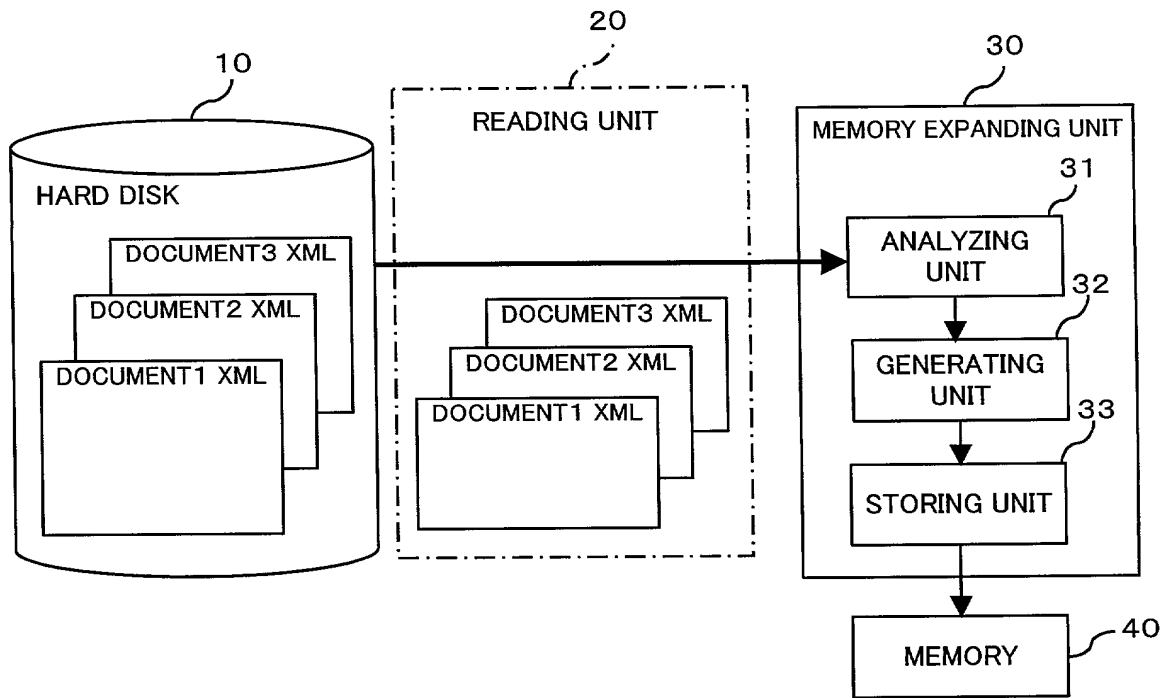 10
20
30
HARD DISK
DOCUMENT3 XML
DOCUMENT2 XML
DOCUMENT1 XML
READING UNIT
DOCUMENT3 XML
DOCUMENT2 XML
DOCUMENT1 XML
MEMORY EXPANDING UNIT
31
ANALYZING
UNIT
32
GENERATING
UNIT
33
STORING UNIT
MEMORY
40